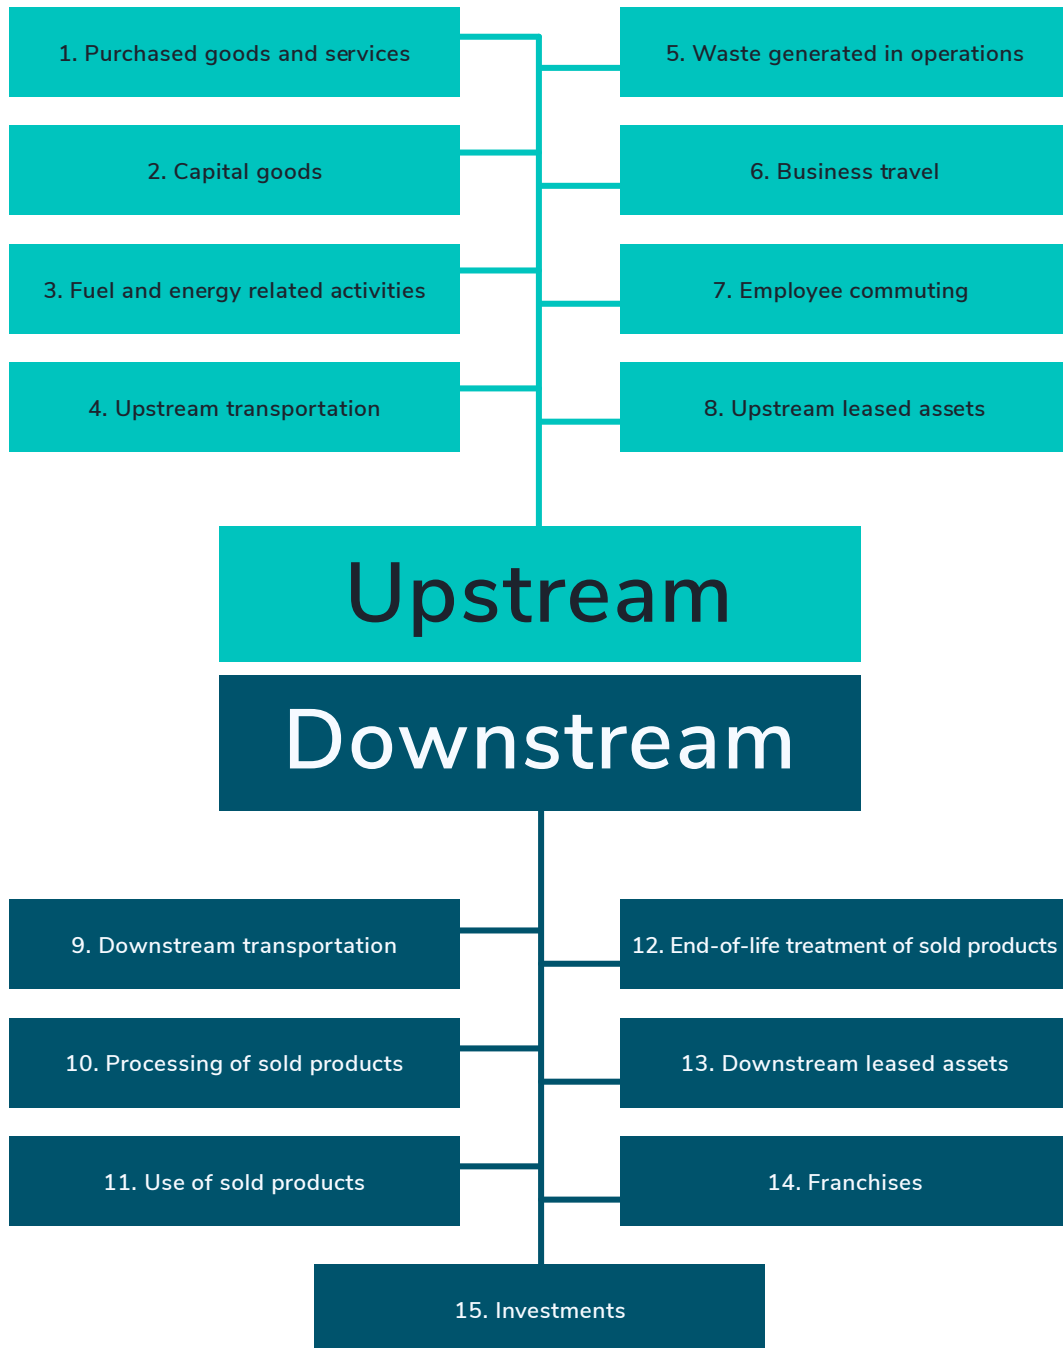 1. Purchased goods and services
2. Capital goods
3. Fuel and energy related activities
4. Upstream transportation
5. Waste generated in operations
6. Business travel
7. Employee commuting
8. Upstream leased assets
Upstream
Downstream
9. Downstream transportation
10. Processing of sold products
11. Use of sold products
12. End-of-life treatment of sold products
13. Downstream leased assets
14. Franchises
15. Investments